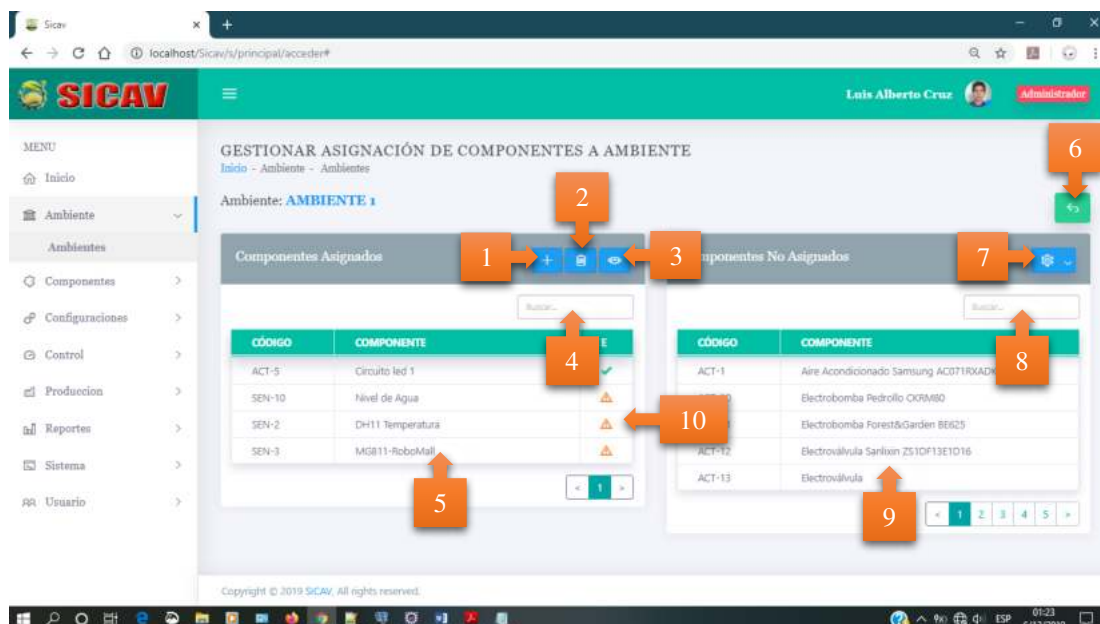 Sicav
localhost/Sicav/s/principal/acceder#
SICAV
Luis Alberto Cruz
Administrador
MENU
Inicio
Ambiente
Ambientes
Componentes
Configuraciones
Control
Produccion
Reportes
Sistema
Usuario
GESTIONAR ASIGNACIÓN DE COMPONENTES A AMBIENTE
Inicio - Ambiente - Ambientes
6
Ambiente: AMBIENTE 1
2
Componentes Asignados
1
3
Buscar...
4
CÓDIGO COMPONENTE E
ACT-5 Circuito led 1
SEN-10 Nivel de Agua
SEN-2 DH11 Temperatura
SEN-3 MG811-RoboMall
10
5
< 1 >
mponentes No Asignados
7
Buscar...
8
CÓDIGO COMPONENTE
ACT-1 Aire Acondicionado Samsung AC071RXAD
Electrobomba Pedrollo CKRM80
Electrobomba Forest&Garden BE625
ACT-12 Electroválvula Sanlixin ZS1DF13E1D16
ACT-13 Electroválvula
9
< 1 2 3 4 5 >
Copyright © 2019 SICAV, All rights reserved.
ESP
01:23